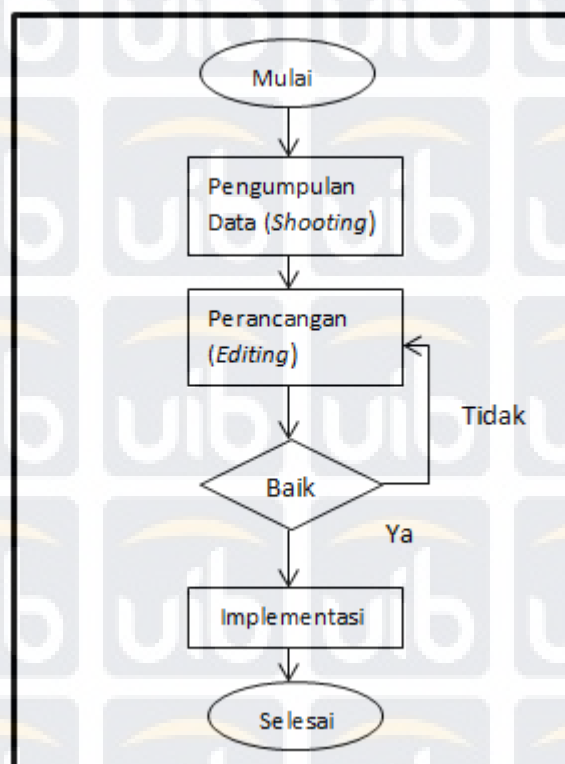 Mulai
Pengumpulan
Data (Shooting)
Perancangan
(Editing)
Tidak
Baik
Ya
Implementasi
Selesai